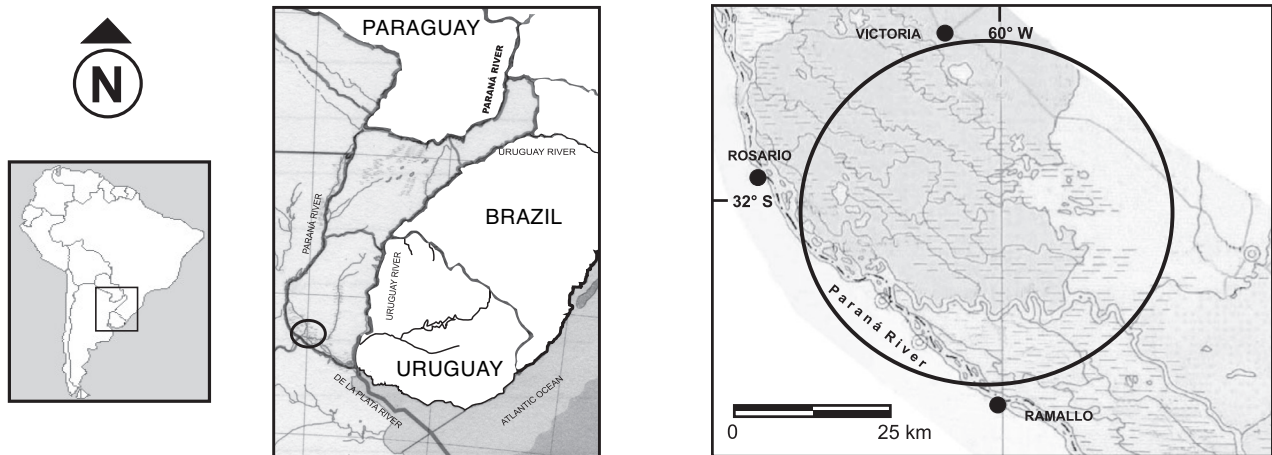 N
PARAGUAY
PARANÁ RIVER
URUGUAY RIVER
PARANÁ RIVER
BRAZIL
URUGUAY RIVER
URUGUAY
DE LA PLATA RIVER
ATLANTIC OCEAN
VICTORIA
60° W
ROSARIO
32° S
Paraná River
RAMALLO
0 25 km